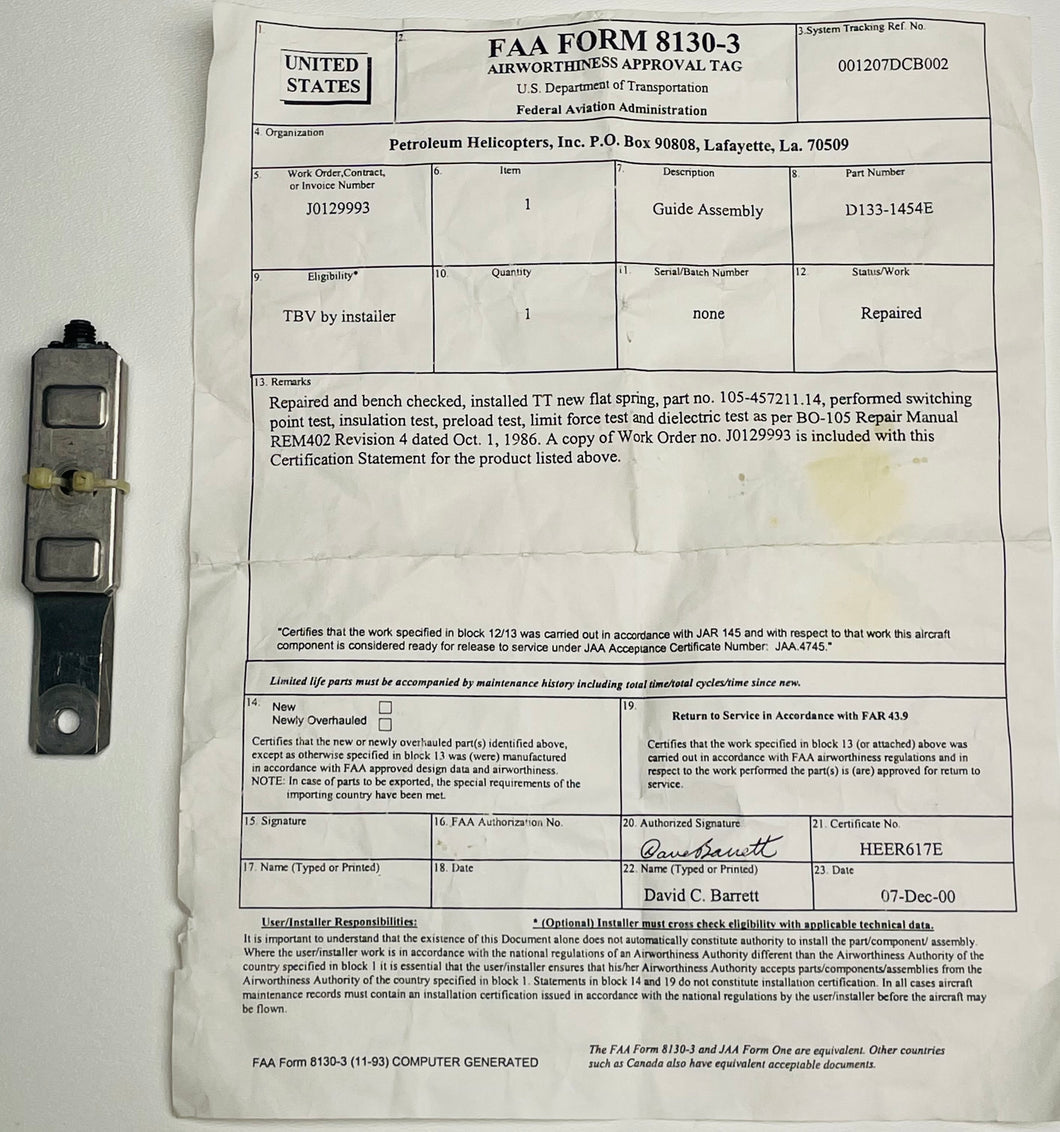 1.
UNITED
STATES
2.
FAA FORM 8130-3
AIRWORTHINESS APPROVAL TAG
U.S. Department of Transportation
Federal Aviation Administration
3.System Tracking Ref. No.
001207DCB002
4. Organization
Petroleum Helicopters, Inc. P.O. Box 90808, Lafayette, La. 70509
5. Work Order,Contract,
or Invoice Number
J0129993
6. Item
1
7. Description
Guide Assembly
8. Part Number
D133-1454E
9. Eligibility*
TBV by installer
10. Quantity
1
11. Serial/Batch Number
none
12. Status/Work
Repaired
13. Remarks
Repaired and bench checked, installed TT new flat spring, part no. 105-457211.14, performed switching
point test, insulation test, preload test, limit force test and dielectric test as per BO-105 Repair Manual
REM402 Revision 4 dated Oct. 1, 1986. A copy of Work Order no. J0129993 is included with this
Certification Statement for the product listed above.
"Certifies that the work specified in block 12/13 was carried out in accordance with JAR 145 and with respect to that work this aircraft
component is considered ready for release to service under JAA Acceptance Certificate Number: JAA.4745."
Limited life parts must be accompanied by maintenance history including total time/total cycles/time since new.
14. New
Newly Overhauled
Certifies that the new or newly overhauled part(s) identified above,
except as otherwise specified in block 13 was (were) manufactured
in accordance with FAA approved design data and airworthiness.
NOTE: In case of parts to be exported, the special requirements of the
importing country have been met.
19. Return to Service in Accordance with FAR 43.9
Certifies that the work specified in block 13 (or attached) above was
carried out in accordance with FAA airworthiness regulations and in
respect to the work performed the part(s) is (are) approved for return to
service.
15. Signature
16. FAA Authorization No.
20. Authorized Signature
Dave Barrett
21. Certificate No.
HEER617E
17. Name (Typed or Printed)
18. Date
22. Name (Typed or Printed)
David C. Barrett
23. Date
07-Dec-00
User/Installer Responsibilities:
* (Optional) Installer must cross check eligibility with applicable technical data.
It is important to understand that the existence of this Document alone does not automatically constitute authority to install the part/component/ assembly.
Where the user/installer work is in accordance with the national regulations of an Airworthiness Authority different than the Airworthiness Authority of the
country specified in block 1 it is essential that the user/installer ensures that his/her Airworthiness Authority accepts parts/components/assemblies from the
Airworthiness Authority of the country specified in block 1. Statements in block 14 and 19 do not constitute installation certification. In all cases aircraft
maintenance records must contain an installation certification issued in accordance with the national regulations by the user/installer before the aircraft may
be flown.
FAA Form 8130-3 (11-93) COMPUTER GENERATED
The FAA Form 8130-3 and JAA Form One are equivalent. Other countries
such as Canada also have equivalent acceptable documents.